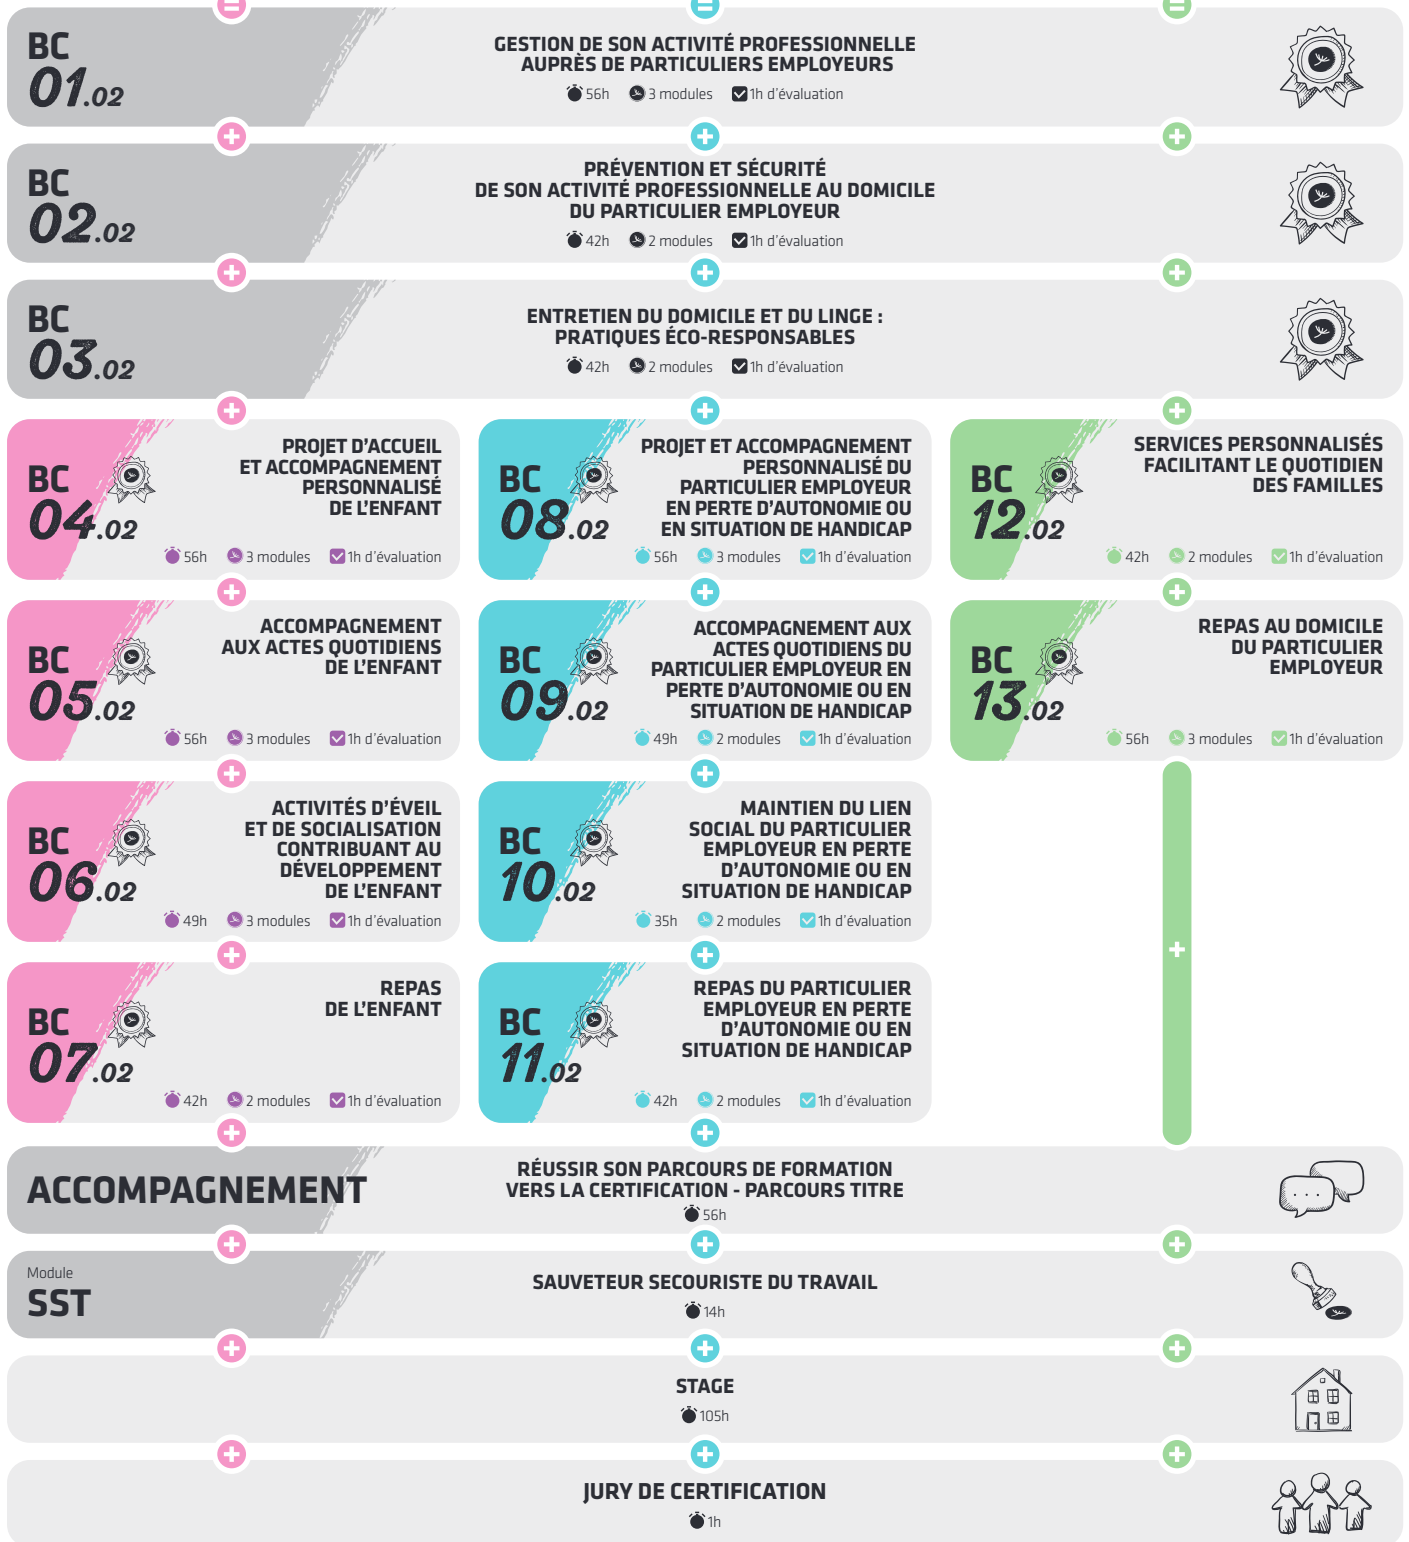 BC
01.02
GESTION DE SON ACTIVITÉ PROFESSIONNELLE
AUPRÈS DE PARTICULIERS EMPLOYEURS
56h 3 modules 1h d'évaluation
BC
02.02
PRÉVENTION ET SÉCURITÉ
DE SON ACTIVITÉ PROFESSIONNELLE AU DOMICILE
DU PARTICULIER EMPLOYEUR
42h 2 modules 1h d'évaluation
BC
03.02
ENTRETIEN DU DOMICILE ET DU LINGE :
PRATIQUES ÉCO-RESPONSABLES
42h 2 modules 1h d'évaluation
BC
04.02
PROJET D'ACCUEIL
ET ACCOMPAGNEMENT
PERSONNALISÉ
DE L'ENFANT
56h 3 modules 1h d'évaluation
BC
08.02
PROJET ET ACCOMPAGNEMENT
PERSONNALISÉ DU
PARTICULIER EMPLOYEUR
EN PERTE D'AUTONOMIE OU
EN SITUATION DE HANDICAP
56h 3 modules 1h d'évaluation
BC
12.02
SERVICES PERSONNALISÉS
FACILITANT LE QUOTIDIEN
DES FAMILLES
42h 2 modules 1h d'évaluation
BC
05.02
ACCOMPAGNEMENT
AUX ACTES QUOTIDIENS
DE L'ENFANT
56h 3 modules 1h d'évaluation
BC
09.02
ACCOMPAGNEMENT AUX
ACTES QUOTIDIENS DU
PARTICULIER EMPLOYEUR EN
PERTE D'AUTONOMIE OU EN
SITUATION DE HANDICAP
49h 2 modules 1h d'évaluation
BC
13.02
REPAS AU DOMICILE
DU PARTICULIER
EMPLOYEUR
56h 3 modules 1h d'évaluation
BC
06.02
ACTIVITÉS D'ÉVEIL
ET DE SOCIALISATION
CONTRIBUANT AU
DÉVELOPPEMENT
DE L'ENFANT
49h 3 modules 1h d'évaluation
BC
10.02
MAINTIEN DU LIEN
SOCIAL DU PARTICULIER
EMPLOYEUR EN PERTE
D'AUTONOMIE OU EN
SITUATION DE HANDICAP
35h 2 modules 1h d'évaluation
BC
07.02
REPAS
DE L'ENFANT
42h 2 modules 1h d'évaluation
BC
11.02
REPAS DU PARTICULIER
EMPLOYEUR EN PERTE
D'AUTONOMIE OU EN
SITUATION DE HANDICAP
42h 2 modules 1h d'évaluation
ACCOMPAGNEMENT
RÉUSSIR SON PARCOURS DE FORMATION
VERS LA CERTIFICATION - PARCOURS TITRE
56h
Module
SST
SAUVETEUR SECOURISTE DU TRAVAIL
14h
STAGE
105h
JURY DE CERTIFICATION
1h